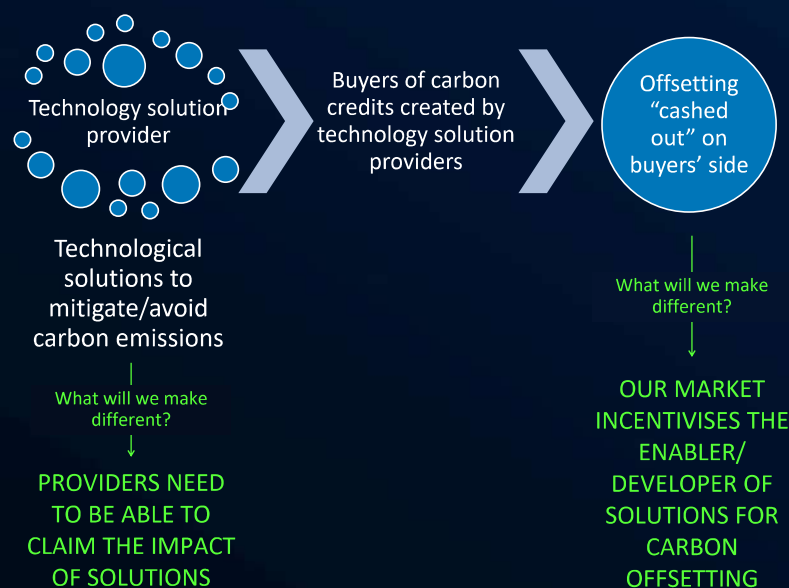 Technology solution
provider
Buyers of carbon
credits created by
technology solution
providers
Offsetting
“cashed
out” on
buyers’ side
Technological
solutions to
mitigate/avoid
carbon emissions
What will we make
different?
PROVIDERS NEED
TO BE ABLE TO
CLAIM THE IMPACT
OF SOLUTIONS
What will we make
different?
OUR MARKET
INCENTIVISES THE
ENABLER/
DEVELOPER OF
SOLUTIONS FOR
CARBON
OFFSETTING